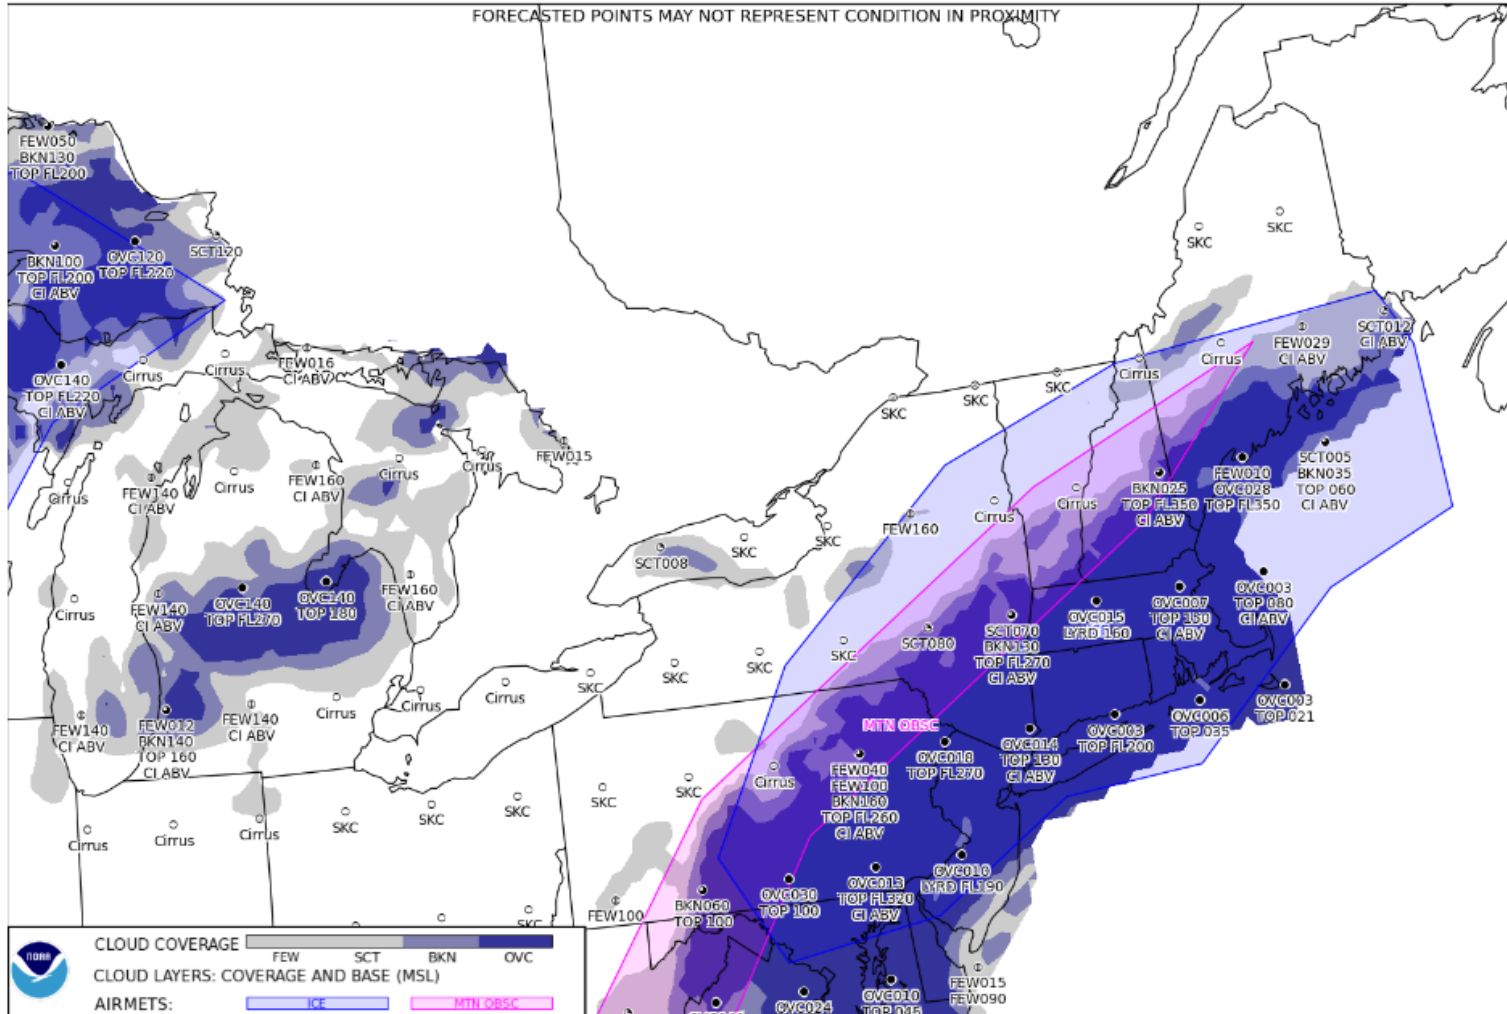 FORECASTED POINTS MAY NOT REPRESENT CONDITION IN PROXIMITY
FEW050
BKN130
TOP FL200
BKN100
TOP FL200
CI ABV
OVC120
TOP FL220
SCT120
OVC140
TOP FL220
CI ABV
Cirrus
Cirrus
FEW016
CI ABV
SKC
SKC
SCT012
CI ABV
FEW029
CI ABV
Cirrus
Cirrus
SKC
SKC
SKC
Cirrus
FEW140
CI ABV
Cirrus
FEW160
CI ABV
Cirrus
Cirrus
FEW015
FEW160
SKC
SKC
SCT008
Cirrus
Cirrus
BKN025
TOP FL350
CI ABV
FEW010
OVC028
TOP FL350
SCT005
BKN035
TOP 060
CI ABV
Cirrus
FEW140
CI ABV
OVC140
TOP FL270
OVC140
TOP 180
FEW160
CI ABV
OVC003
TOP 080
CI ABV
OVC007
TOP 150
CI ABV
OVC015
LYRD 160
SCT070
BKN130
TOP FL270
CI ABV
SCT080
SKC
SKC
SKC
SKC
Cirrus
Cirrus
Cirrus
FEW140
CI ABV
FEW012
BKN140
TOP 160
CI ABV
FEW140
CI ABV
OVC003
TOP 021
OVC006
TOP 035
OVC003
TOP FL200
OVC014
TOP 130
CI ABV
OVC018
TOP FL270
MTN OBSC
FEW040
FEW100
BKN160
TOP FL260
CI ABV
Cirrus
SKC
SKC
SKC
SKC
SKC
Cirrus
Cirrus
Cirrus
OVC010
LYRD FL190
OVC013
TOP FL320
CI ABV
OVC030
TOP 100
BKN060
TOP 100
FEW100
SKC
FEW015
FEW090
OVC010
TOP 045
OVC024
CLOUD COVERAGE
FEW SCT BKN OVC
CLOUD LAYERS: COVERAGE AND BASE (MSL)
AIRMETS: ICE MTN OBSC
NOAA